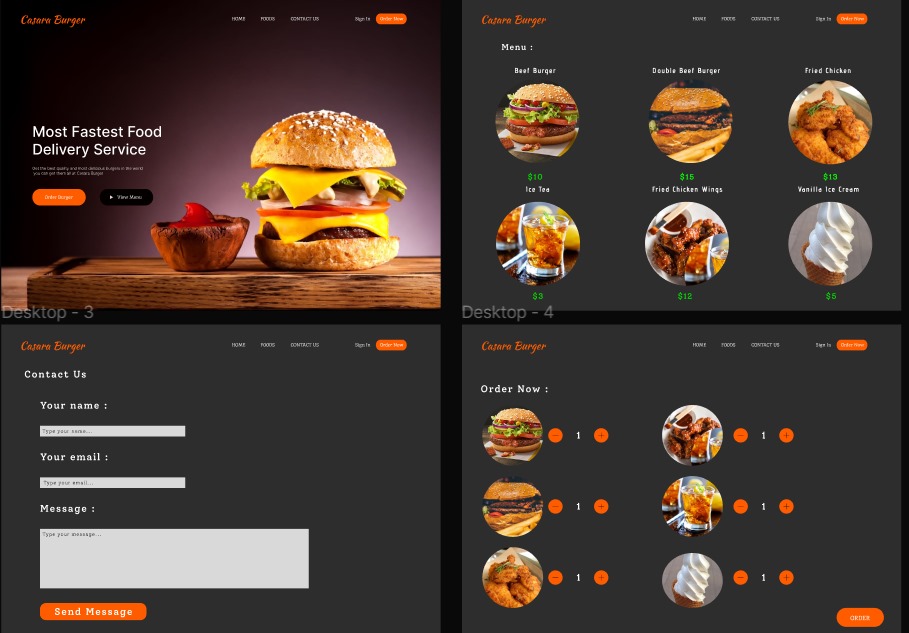 Casara Burger
HOME FOODS CONTACT US Sign In Order Now
Most Fastest Food
Delivery Service
Get the best quality and most delicious burgers in the world
you can get them all at Casara Burger
Order Burger
View Menu
Casara Burger
HOME FOODS CONTACT US Sign In Order Now
Menu :
Beef Burger Double Beef Burger Fried Chicken
$10 $15 $13
Ice Tea Fried Chicken Wings Vanilla Ice Cream
$3 $12 $5
Desktop - 3
Casara Burger
HOME FOODS CONTACT US Sign In Order Now
Contact Us
Your name :
Type your name...
Your email :
Type your email...
Message :
Type your message...
Send Message
Desktop - 4
Casara Burger
HOME FOODS CONTACT US Sign In Order Now
Order Now :
- 1 + - 1 +
- 1 + - 1 +
- 1 + - 1 +
ORDER